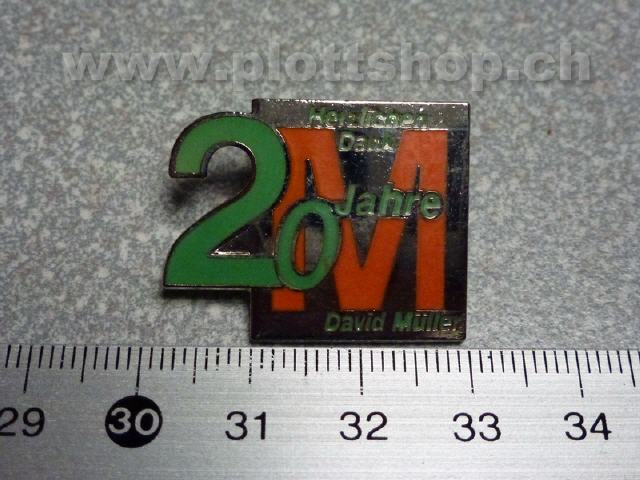 www.plottshop.ch
Herzlichen
Dank
M
20 Jahre
David Müller
29 30 31 32 33 34